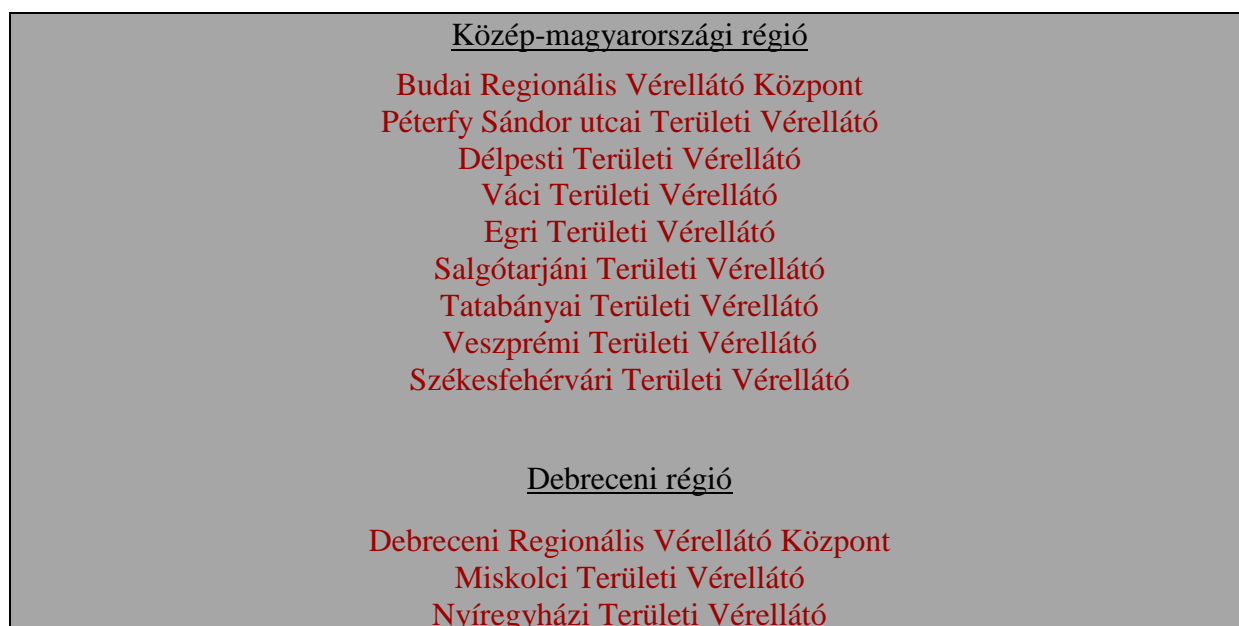 Közép-magyarországi régió
Budai Regionális Vérellátó Központ
Péterfy Sándor utcai Területi Vérellátó
Délpesti Területi Vérellátó
Váci Területi Vérellátó
Egri Területi Vérellátó
Salgótarjáni Területi Vérellátó
Tatabányai Területi Vérellátó
Veszprémi Területi Vérellátó
Székesfehérvári Területi Vérellátó
Debreceni régió
Debreceni Regionális Vérellátó Központ
Miskolci Területi Vérellátó
Nyíregyházi Területi Vérellátó